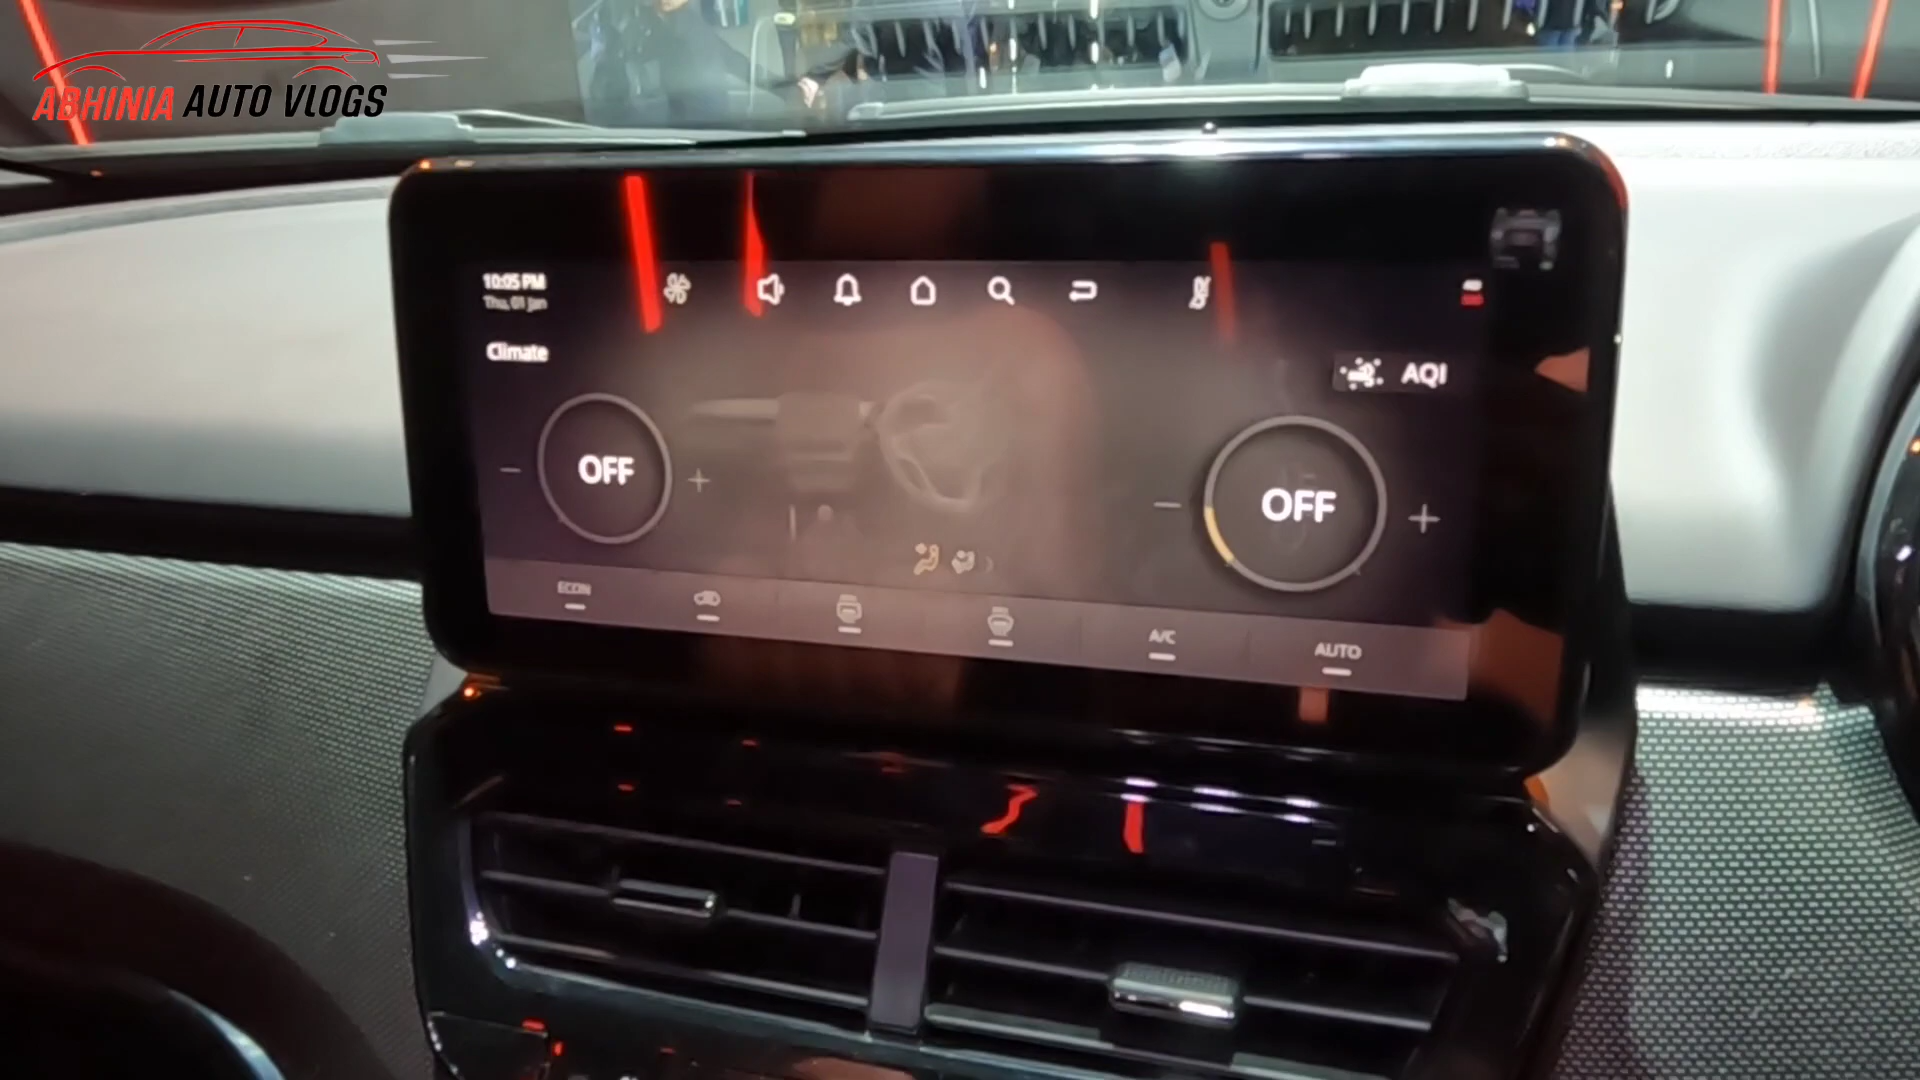 ABHINIA AUTO VLOGS
10:05 PM
Thu, 01 Jan
Climate
AQI
OFF
OFF
ECON
A/C
AUTO